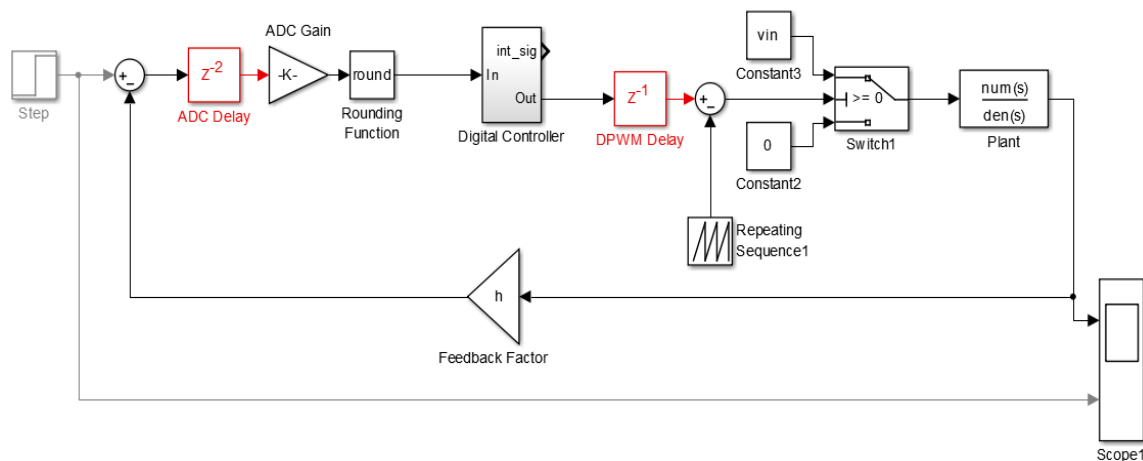 Step
+
−
z-2
ADC Delay
ADC Gain
-K-
round
Rounding
Function
int_sig
In
Out
Digital Controller
z-1
DPWM Delay
+
−
Repeating
Sequence1
vin
Constant3
0
Constant2
>= 0
Switch1
num(s)
den(s)
Plant
h
Feedback Factor
Scope1